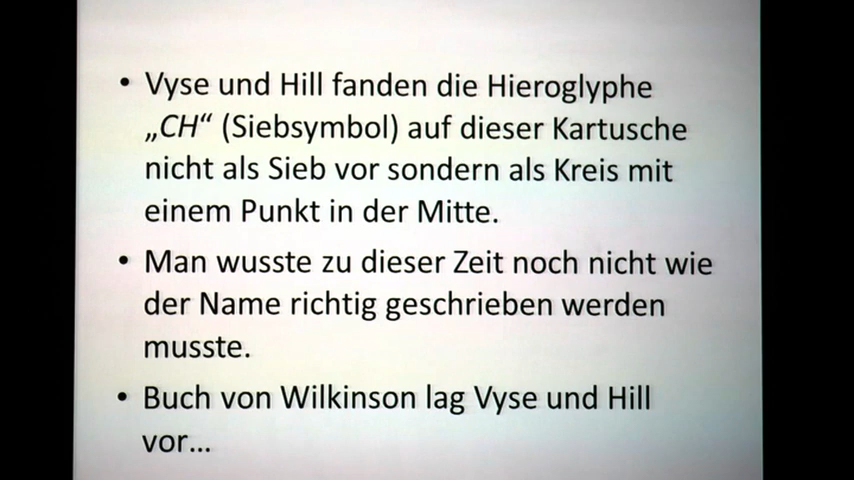 • Vyse und Hill fanden die Hieroglyphe
„CH“ (Siebsymbol) auf dieser Kartusche
nicht als Sieb vor sondern als Kreis mit
einem Punkt in der Mitte.
• Man wusste zu dieser Zeit noch nicht wie
der Name richtig geschrieben werden
musste.
• Buch von Wilkinson lag Vyse und Hill
vor...